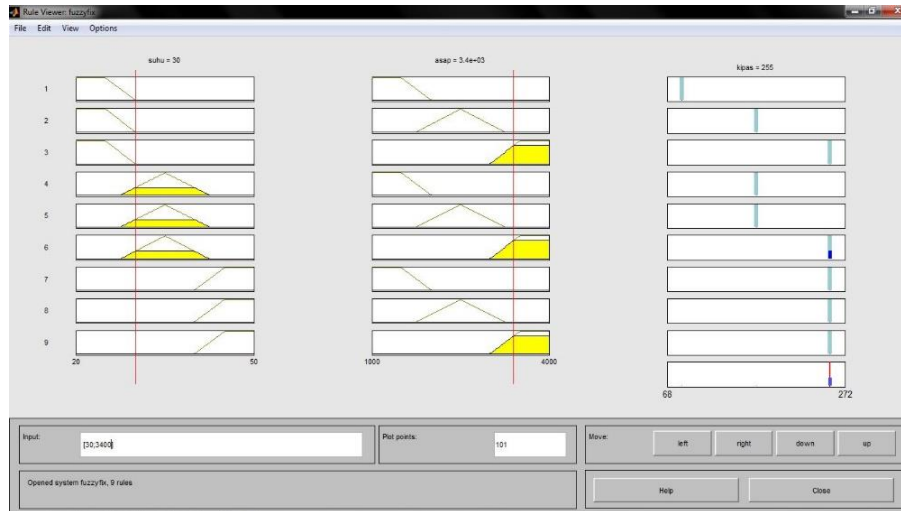 Rule Viewer: fuzzyfix
File Edit View Options
suhu = 30
asap = 3.4e+03
kipas = 255
1
2
3
4
5
6
7
8
9
20 50
1000 4000
68 272
Input: [30;3400]
Plot points: 101
Move: left right down up
Opened system fuzzyfix, 9 rules
Help Close